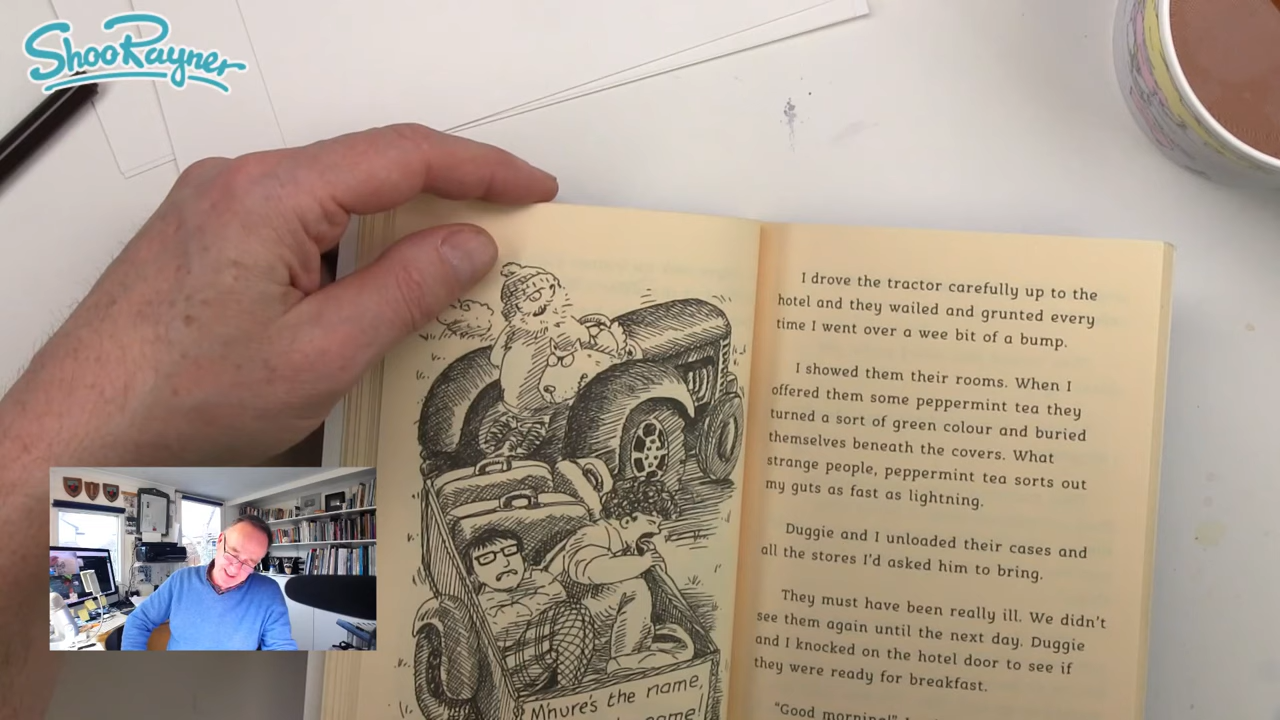 ShooRayner
M'nure's the name,
name!
I drove the tractor carefully up to the
hotel and they wailed and grunted every
time I went over a wee bit of a bump.
I showed them their rooms. When I
offered them some peppermint tea they
turned a sort of green colour and buried
themselves beneath the covers. What
strange people, peppermint tea sorts out
my guts as fast as lightning.
Duggie and I unloaded their cases and
all the stores I'd asked him to bring.
They must have been really ill. We didn't
see them again until the next day. Duggie
and I knocked on the hotel door to see if
they were ready for breakfast.
"Good morning!"